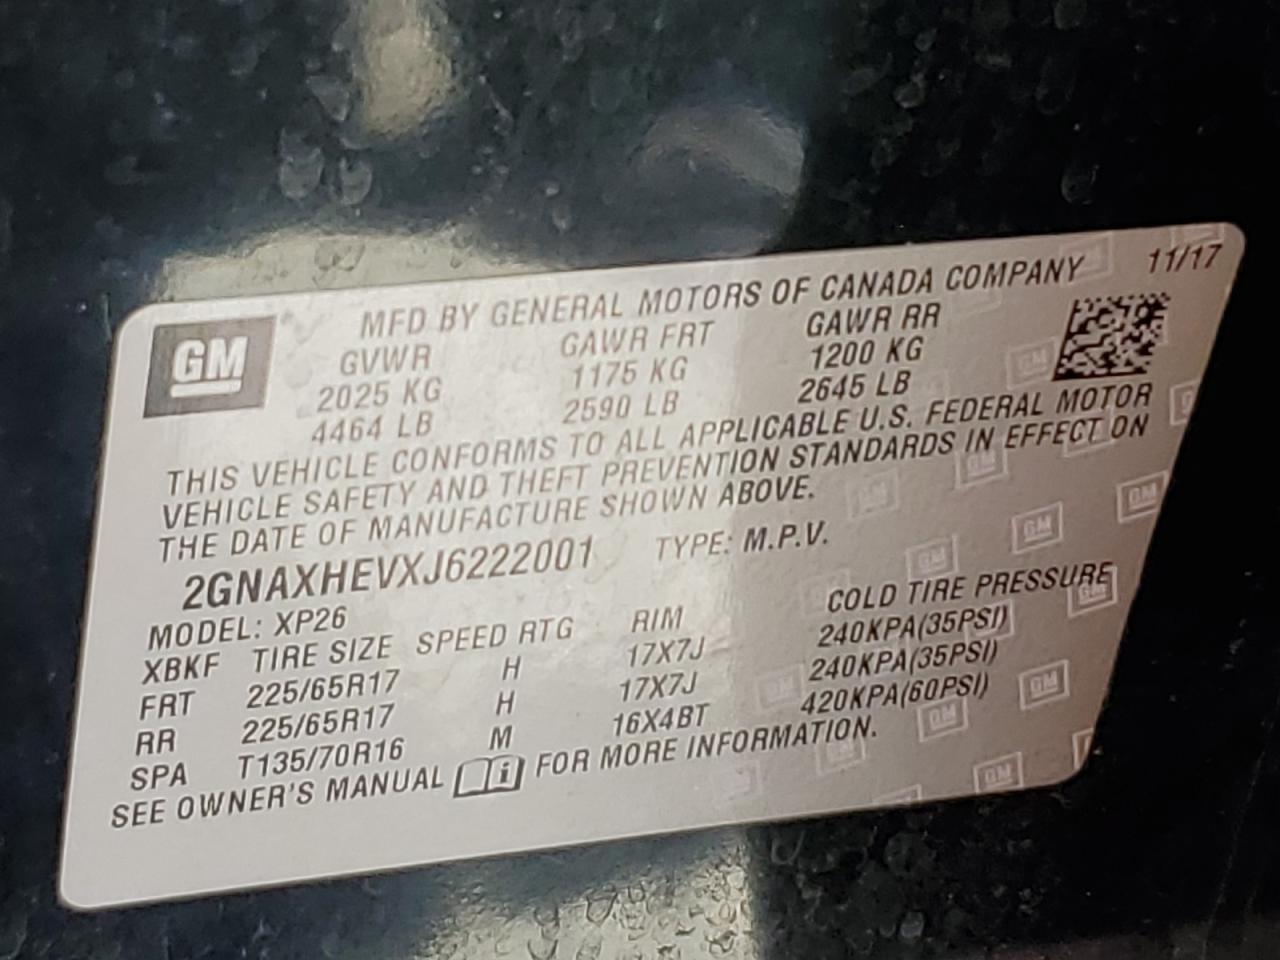 11/17
GM MFD BY GENERAL MOTORS OF CANADA COMPANY
GVWR GAWR FRT GAWR RR
2025 KG 1175 KG 1200 KG
4464 LB 2590 LB 2645 LB
THIS VEHICLE CONFORMS TO ALL APPLICABLE U.S. FEDERAL MOTOR
VEHICLE SAFETY AND THEFT PREVENTION STANDARDS IN EFFECT ON
THE DATE OF MANUFACTURE SHOWN ABOVE.
2GNAXHEVXJ6222001 TYPE: M.P.V.
MODEL: XP26
XBKF TIRE SIZE SPEED RTG RIM COLD TIRE PRESSURE
FRT 225/65R17 H 17X7J 240KPA(35PSI)
RR 225/65R17 H 17X7J 240KPA(35PSI)
SPA T135/70R16 M 16X4BT 420KPA(60PSI)
SEE OWNER'S MANUAL i FOR MORE INFORMATION.